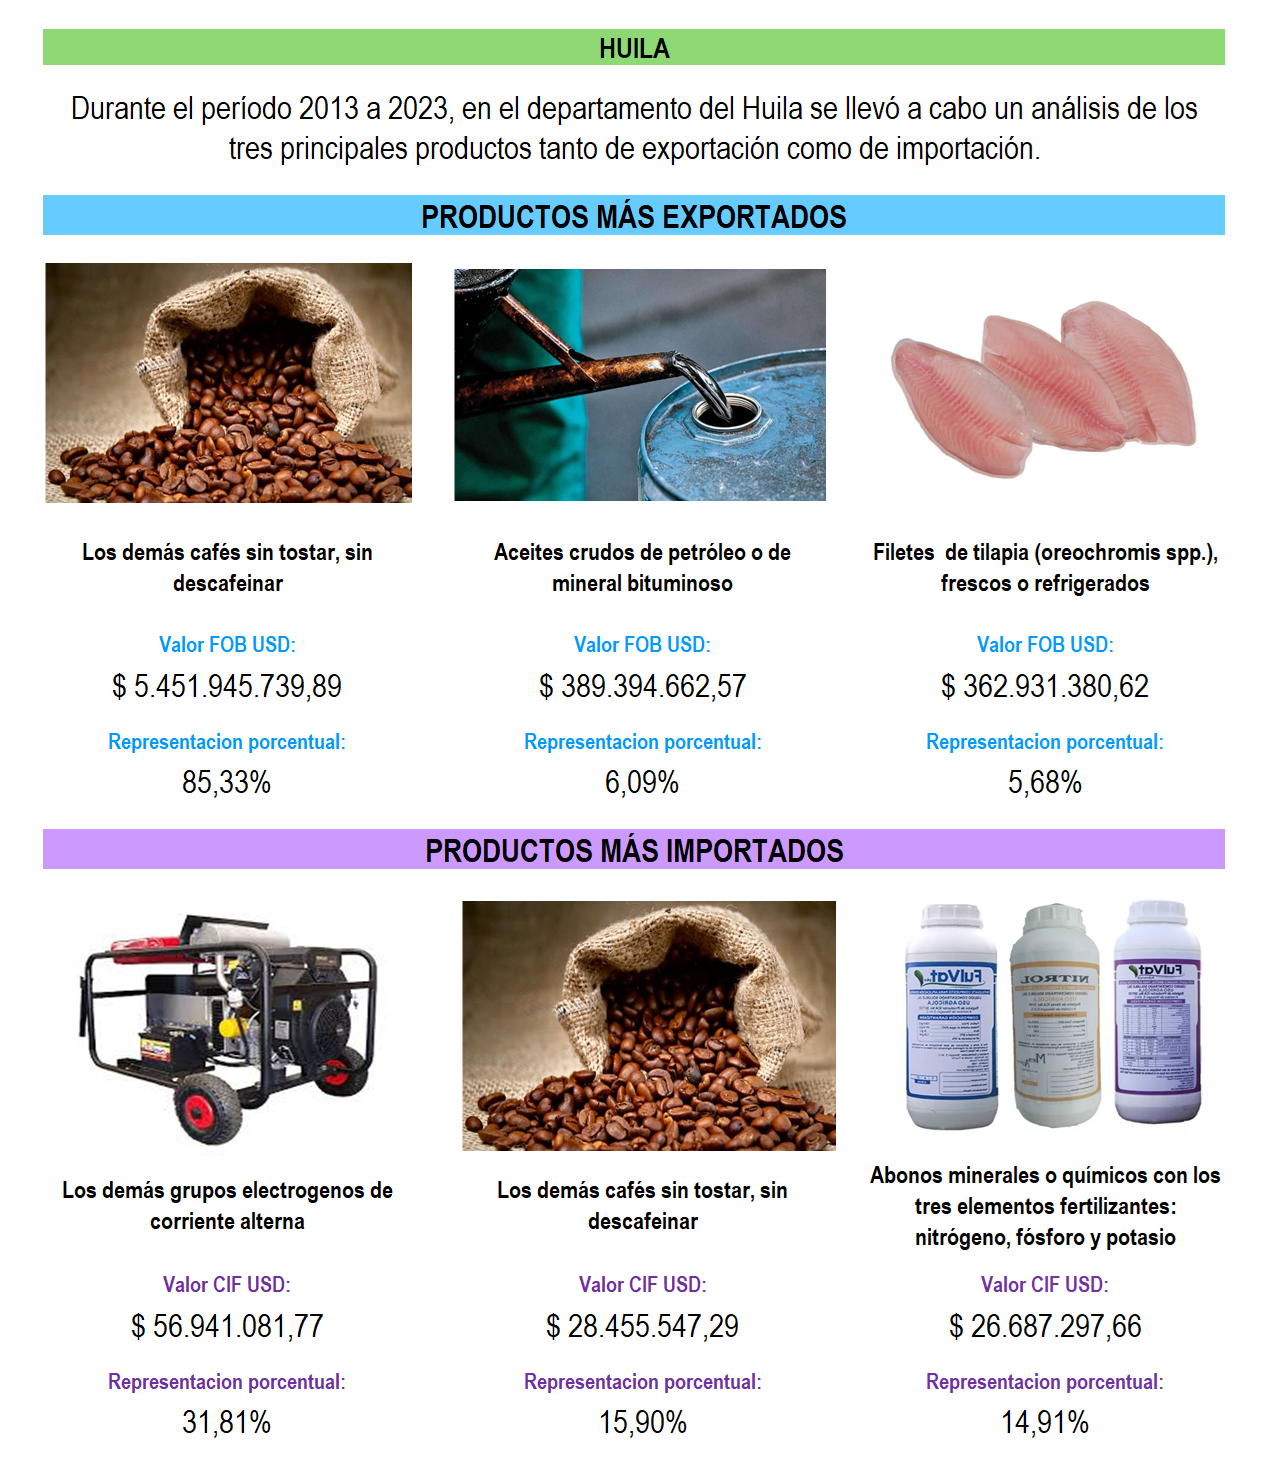 HUILA
Durante el período 2013 a 2023, en el departamento del Huila se llevó a cabo un análisis de los
tres principales productos tanto de exportación como de importación.
PRODUCTOS MÁS EXPORTADOS
Los demás cafés sin tostar, sin
descafeinar
Valor FOB USD:
$ 5.451.945.739,89
Representacion porcentual:
85,33%
Aceites crudos de petróleo o de
mineral bituminoso
Valor FOB USD:
$ 389.394.662,57
Representacion porcentual:
6,09%
Filetes  de tilapia (oreochromis spp.),
frescos o refrigerados
Valor FOB USD:
$ 362.931.380,62
Representacion porcentual:
5,68%
PRODUCTOS MÁS IMPORTADOS
Los demás grupos electrogenos de
corriente alterna
Valor CIF USD:
$ 56.941.081,77
Representacion porcentual:
31,81%
Los demás cafés sin tostar, sin
descafeinar
Valor CIF USD:
$ 28.455.547,29
Representacion porcentual:
15,90%
FulVat
NITROL
FulVat
USO AGRICOLA
Abonos minerales o químicos con los
tres elementos fertilizantes:
nitrógeno, fósforo y potasio
Valor CIF USD:
$ 26.687.297,66
Representacion porcentual:
14,91%